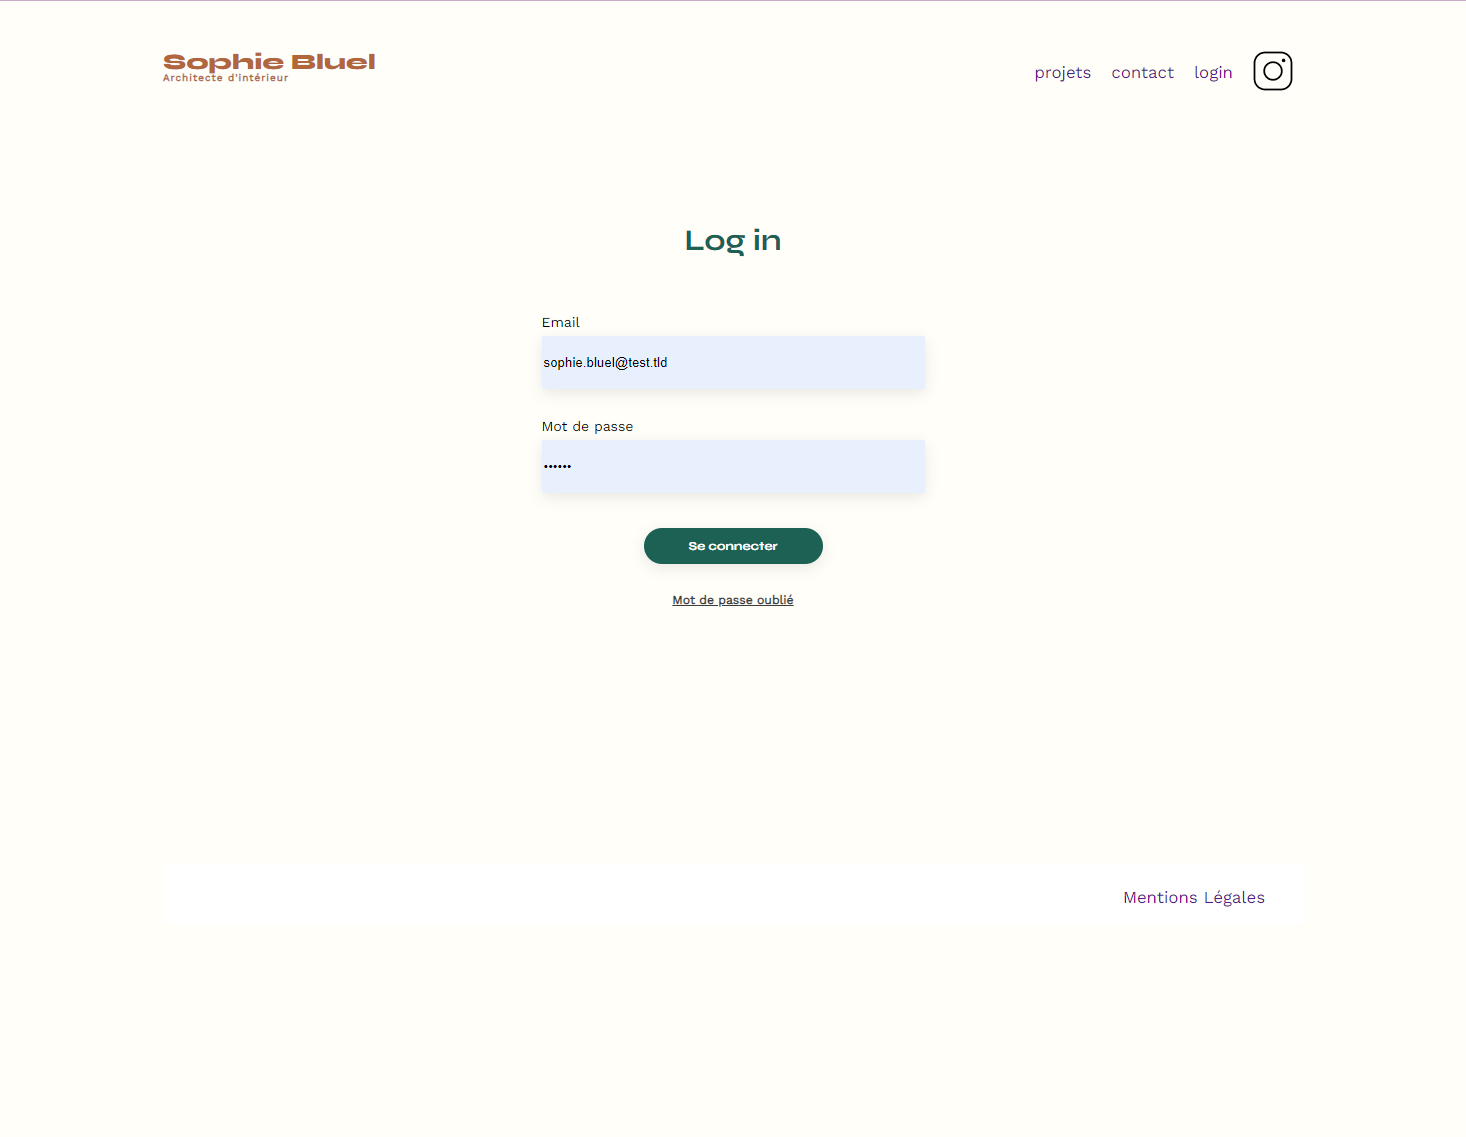 Sophie Bluel
Architecte d'intérieur
projets contact login
Log in
Email
sophie.bluel@test.tld
Mot de passe
••••••
Se connecter
Mot de passe oublié
Mentions Légales